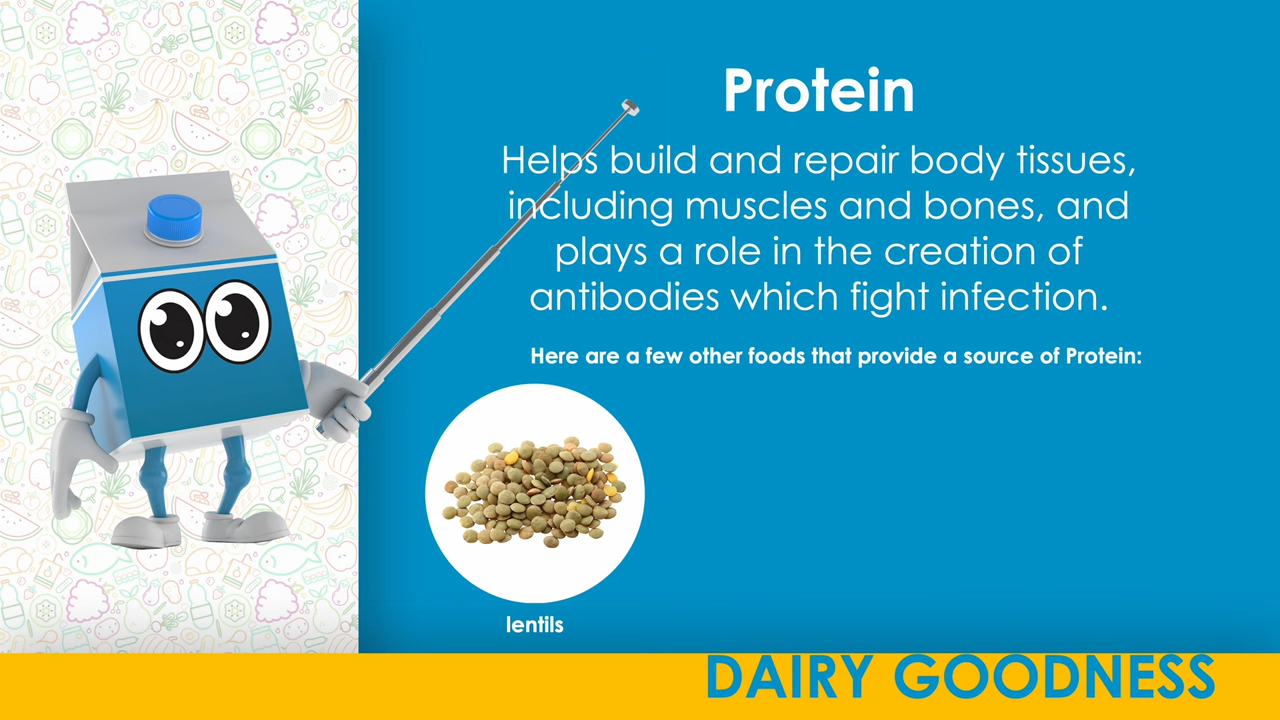 Protein
Helps build and repair body tissues,
including muscles and bones, and
plays a role in the creation of
antibodies which fight infection.
Here are a few other foods that provide a source of Protein:
lentils
DAIRY GOODNESS